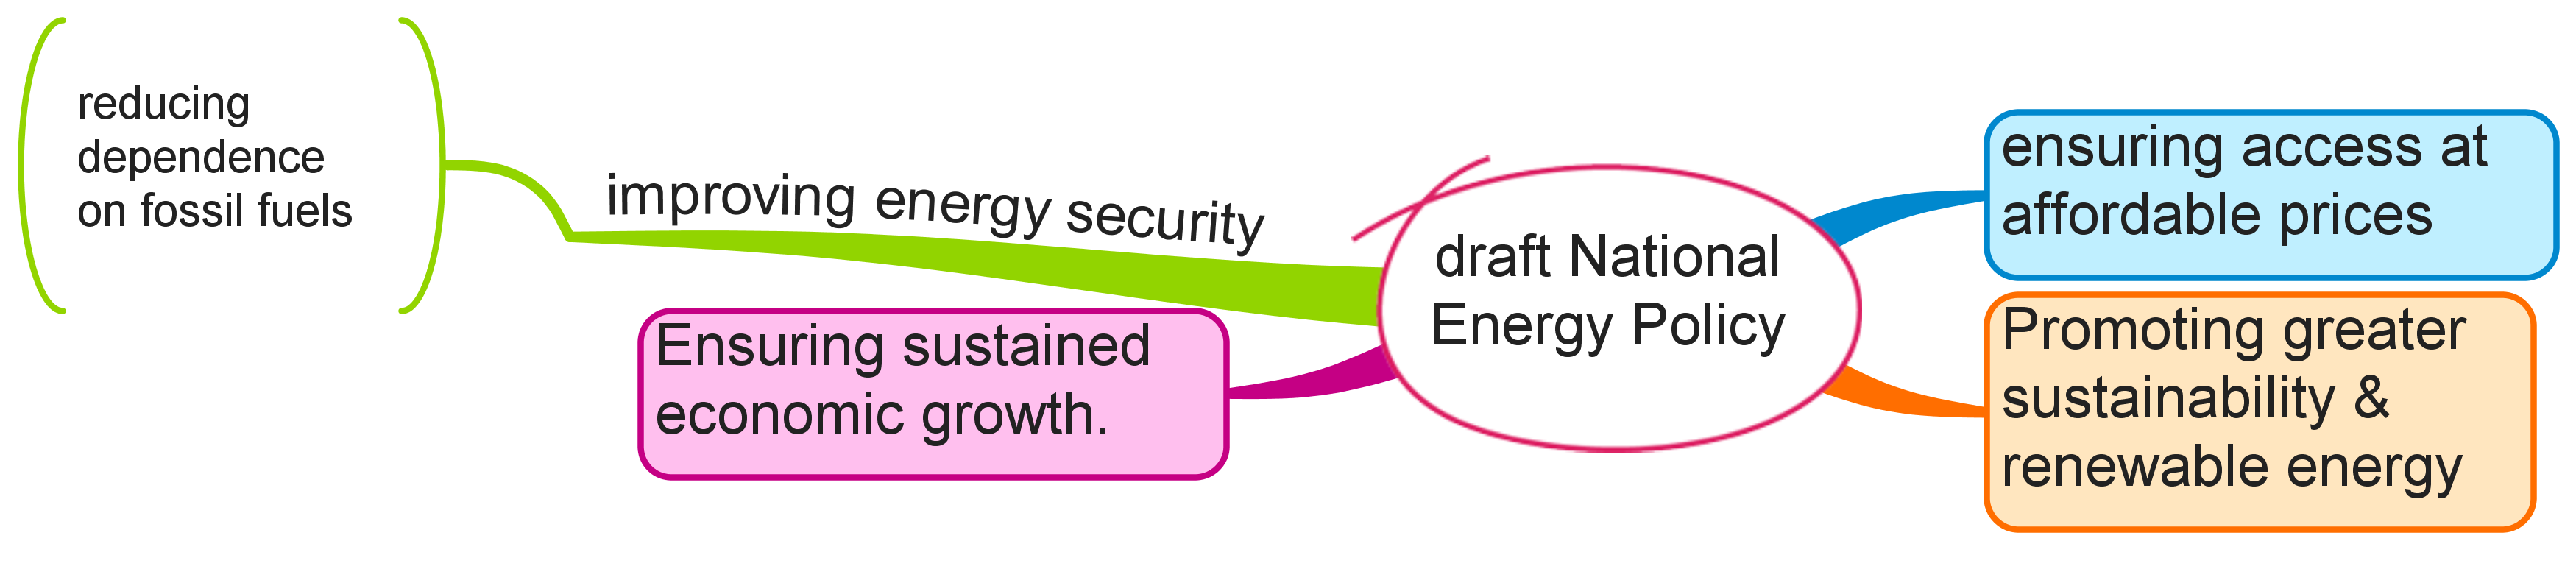 reducing
dependence
on fossil fuels
improving energy security
Ensuring sustained
economic growth.
draft National
Energy Policy
ensuring access at
affordable prices
Promoting greater
sustainability &
renewable energy